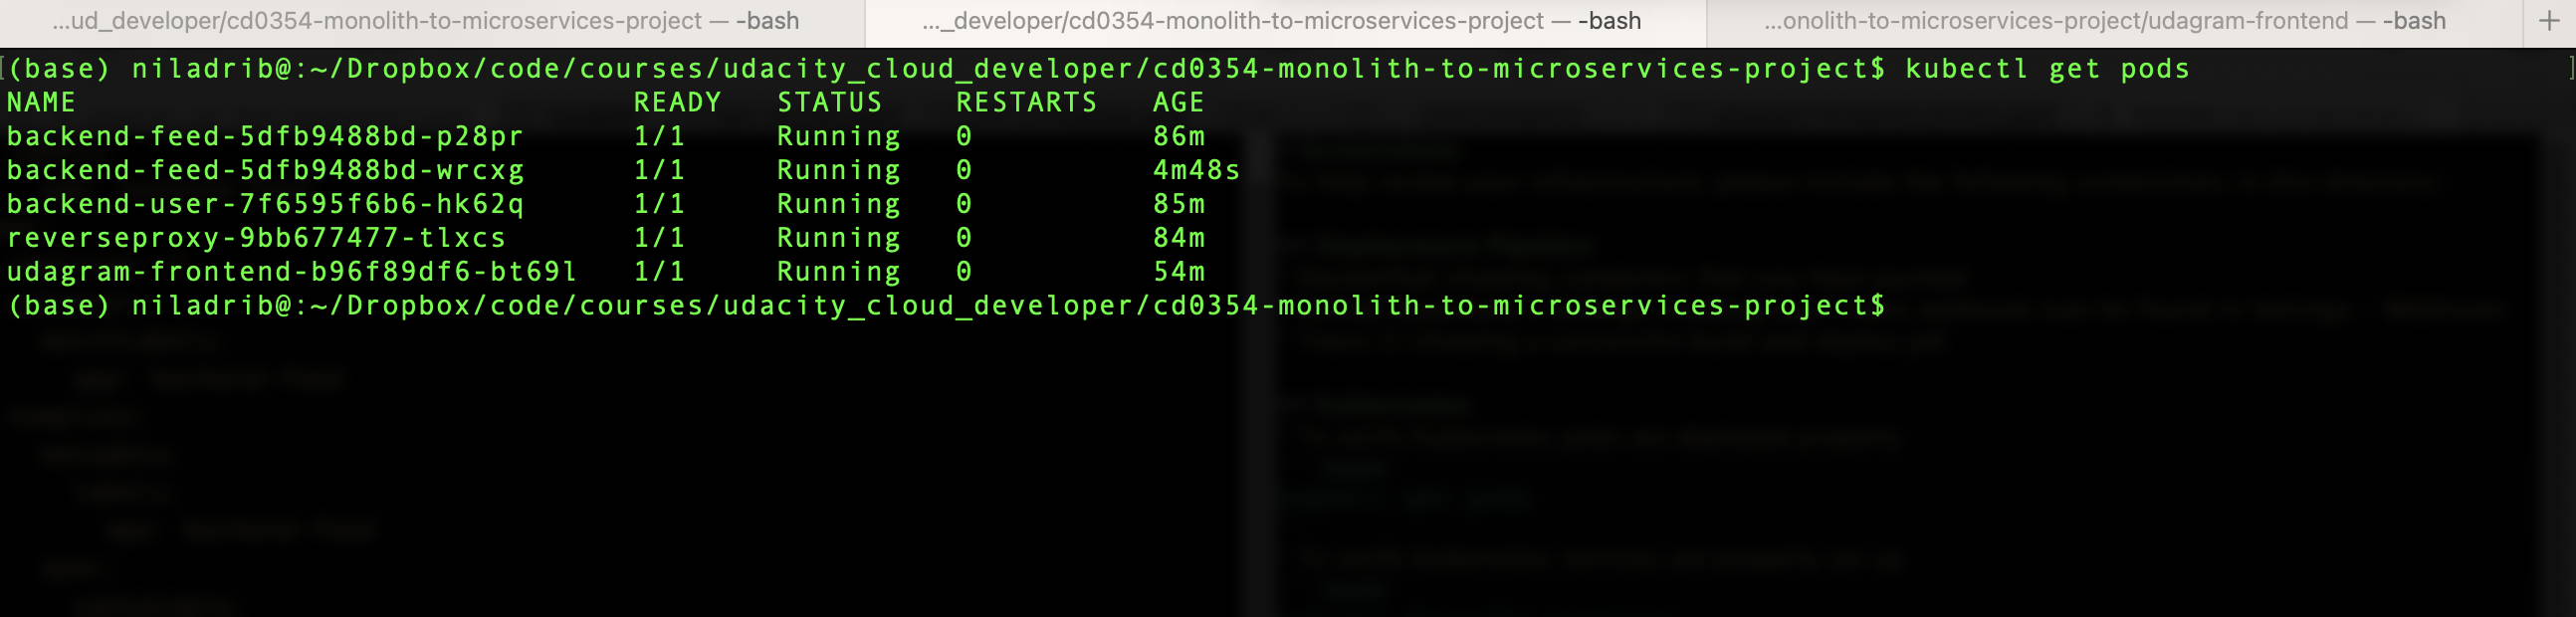 ...ud_developer/cd0354-monolith-to-microservices-project — -bash
..._developer/cd0354-monolith-to-microservices-project — -bash
...onolith-to-microservices-project/udagram-frontend — -bash
+
[(base) niladrib@:~/Dropbox/code/courses/udacity_cloud_developer/cd0354-monolith-to-microservices-project$ kubectl get pods ]
NAME READY STATUS RESTARTS AGE
backend-feed-5dfb9488bd-p28pr 1/1 Running 0 86m
backend-feed-5dfb9488bd-wrcxg 1/1 Running 0 4m48s
backend-user-7f6595f6b6-hk62q 1/1 Running 0 85m
reverseproxy-9bb677477-tlxcs 1/1 Running 0 84m
udagram-frontend-b96f89df6-bt69l 1/1 Running 0 54m
(base) niladrib@:~/Dropbox/code/courses/udacity_cloud_developer/cd0354-monolith-to-microservices-project$